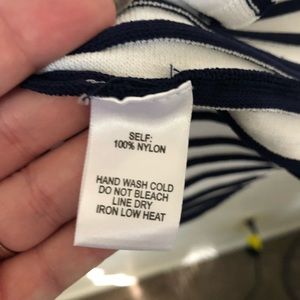 SELF:
100% NYLON
HAND WASH COLD
DO NOT BLEACH
LINE DRY
IRON LOW HEAT